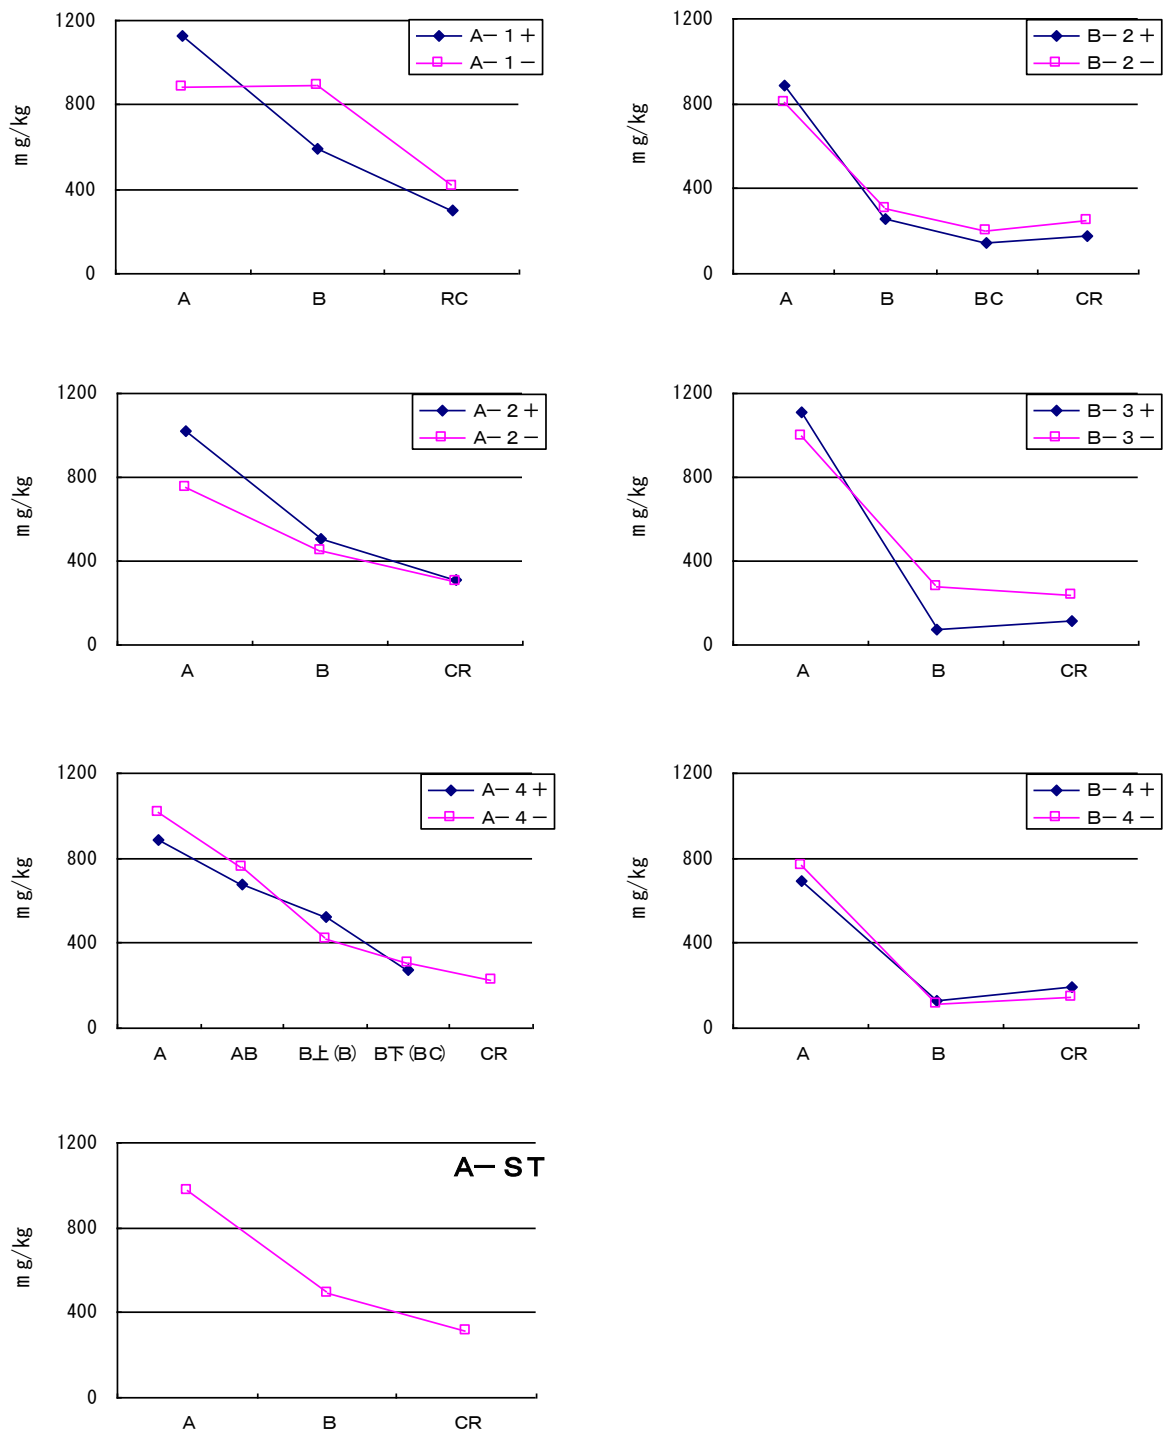 1200
800
400
0
mg/kg
A B RC
A－1＋
A－1－
1200
800
400
0
mg/kg
A B BC CR
B－2＋
B－2－
1200
800
400
0
mg/kg
A B CR
A－2＋
A－2－
1200
800
400
0
mg/kg
A B CR
B－3＋
B－3－
1200
800
400
0
mg/kg
A AB B上(B) B下(BC) CR
A－4＋
A－4－
1200
800
400
0
mg/kg
A B CR
B－4＋
B－4－
1200
800
400
0
mg/kg
A B CR
A－ST